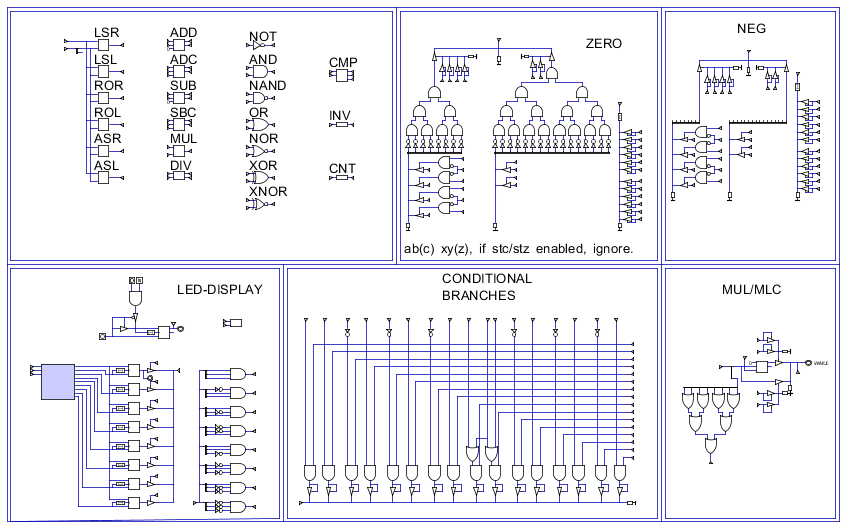 LSR
LSL
ROR
ROL
ASR
ASL
ADD
ADC
SUB
SBC
MUL
DIV
NOT
AND
NAND
OR
NOR
XOR
XNOR
CMP
INV
CNT
ZERO
ab(c) xy(z), if stc/stz enabled, ignore.
NEG
LED-DISPLAY
CONDITIONAL
BRANCHES
MUL/MLC